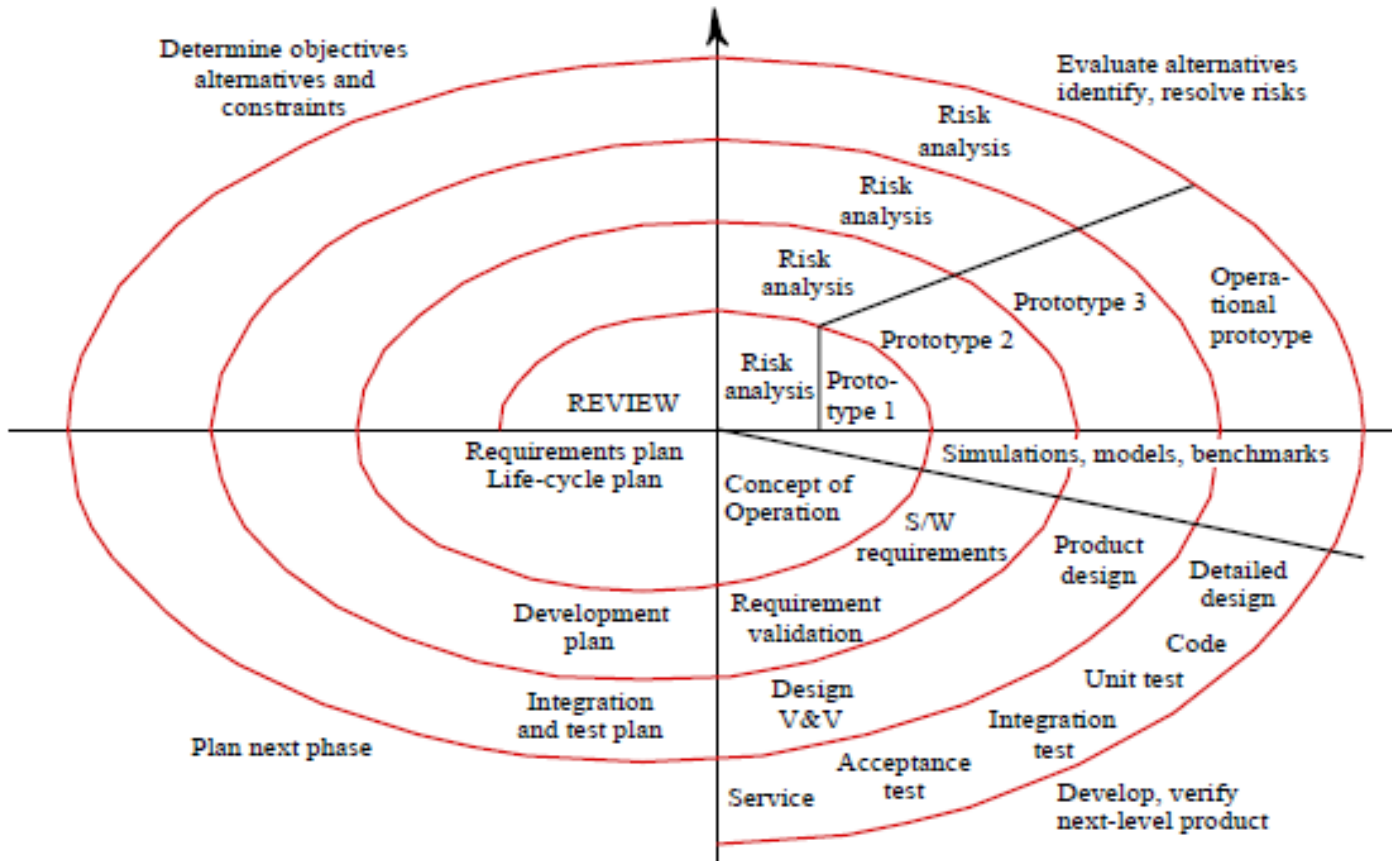 Determine objectives
alternatives and
constraints
Evaluate alternatives
identify, resolve risks
Risk
analysis
Risk
analysis
Risk
analysis
Risk
analysis
Proto-
type 1
Prototype 2
Prototype 3
Opera-
tional
protoype
REVIEW
Requirements plan
Life-cycle plan
Simulations, models, benchmarks
Concept of
Operation
S/W
requirements
Product
design
Detailed
design
Development
plan
Requirement
validation
Code
Unit test
Integration
and test plan
Design
V&V
Integration
test
Plan next phase
Acceptance
test
Service
Develop, verify
next-level product